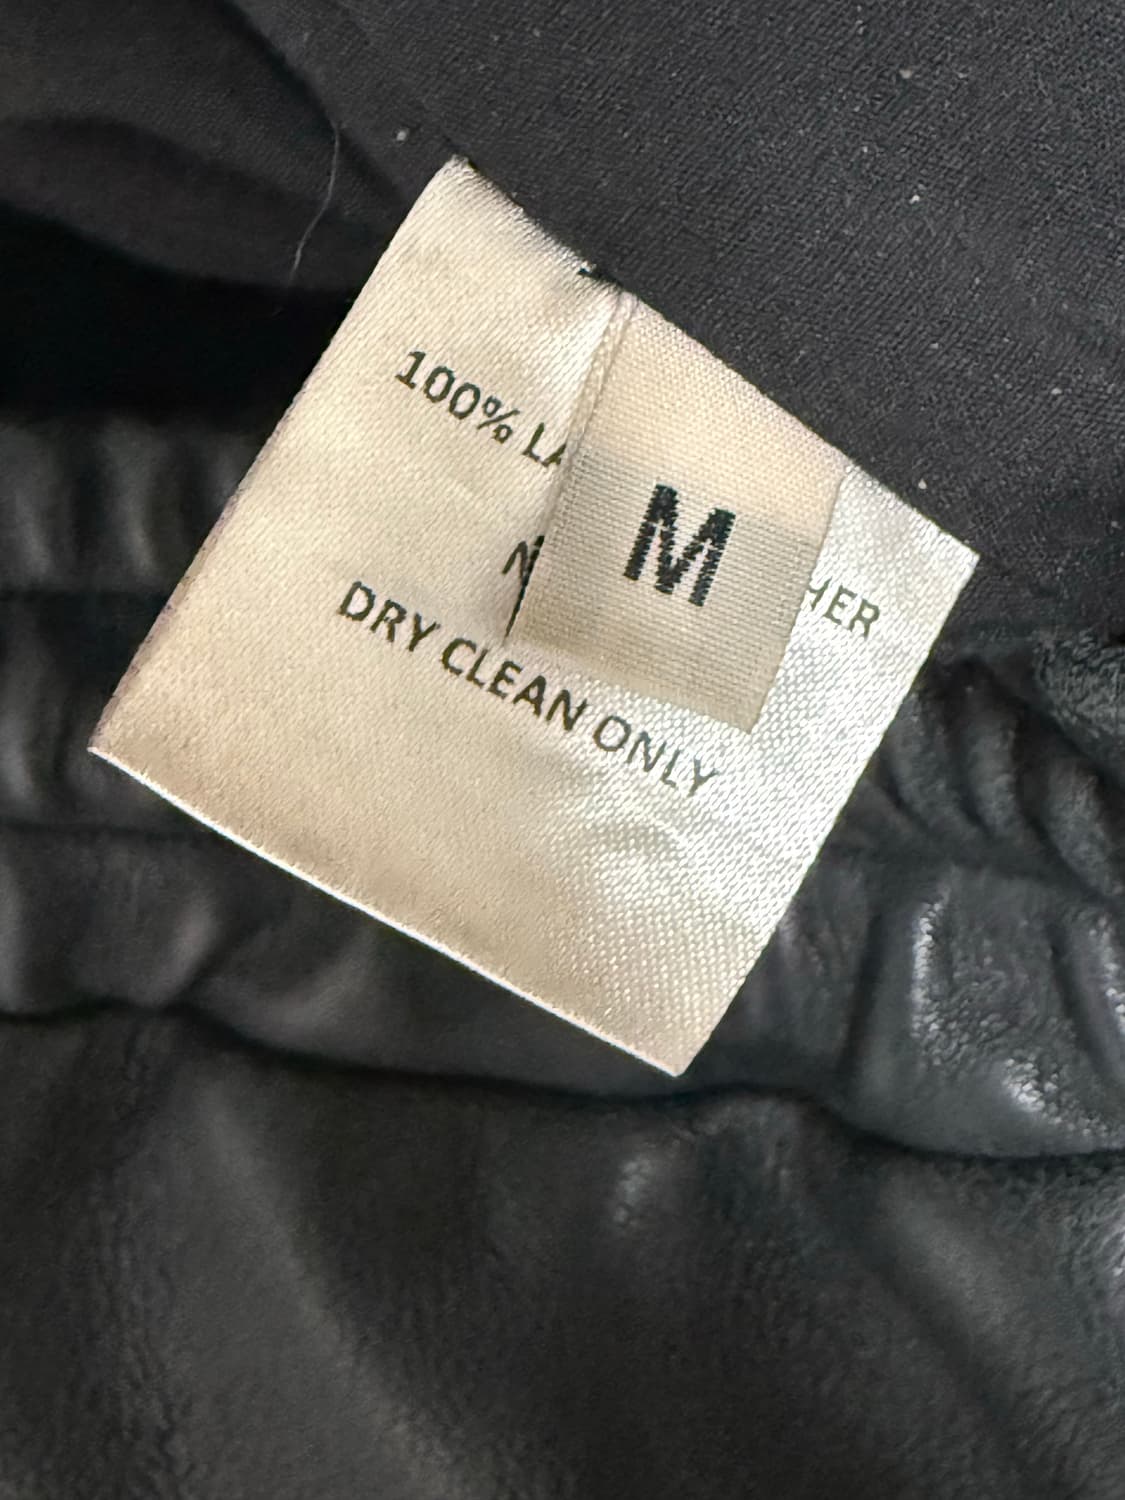 100% LA
M
HER
DRY CLEAN ONLY